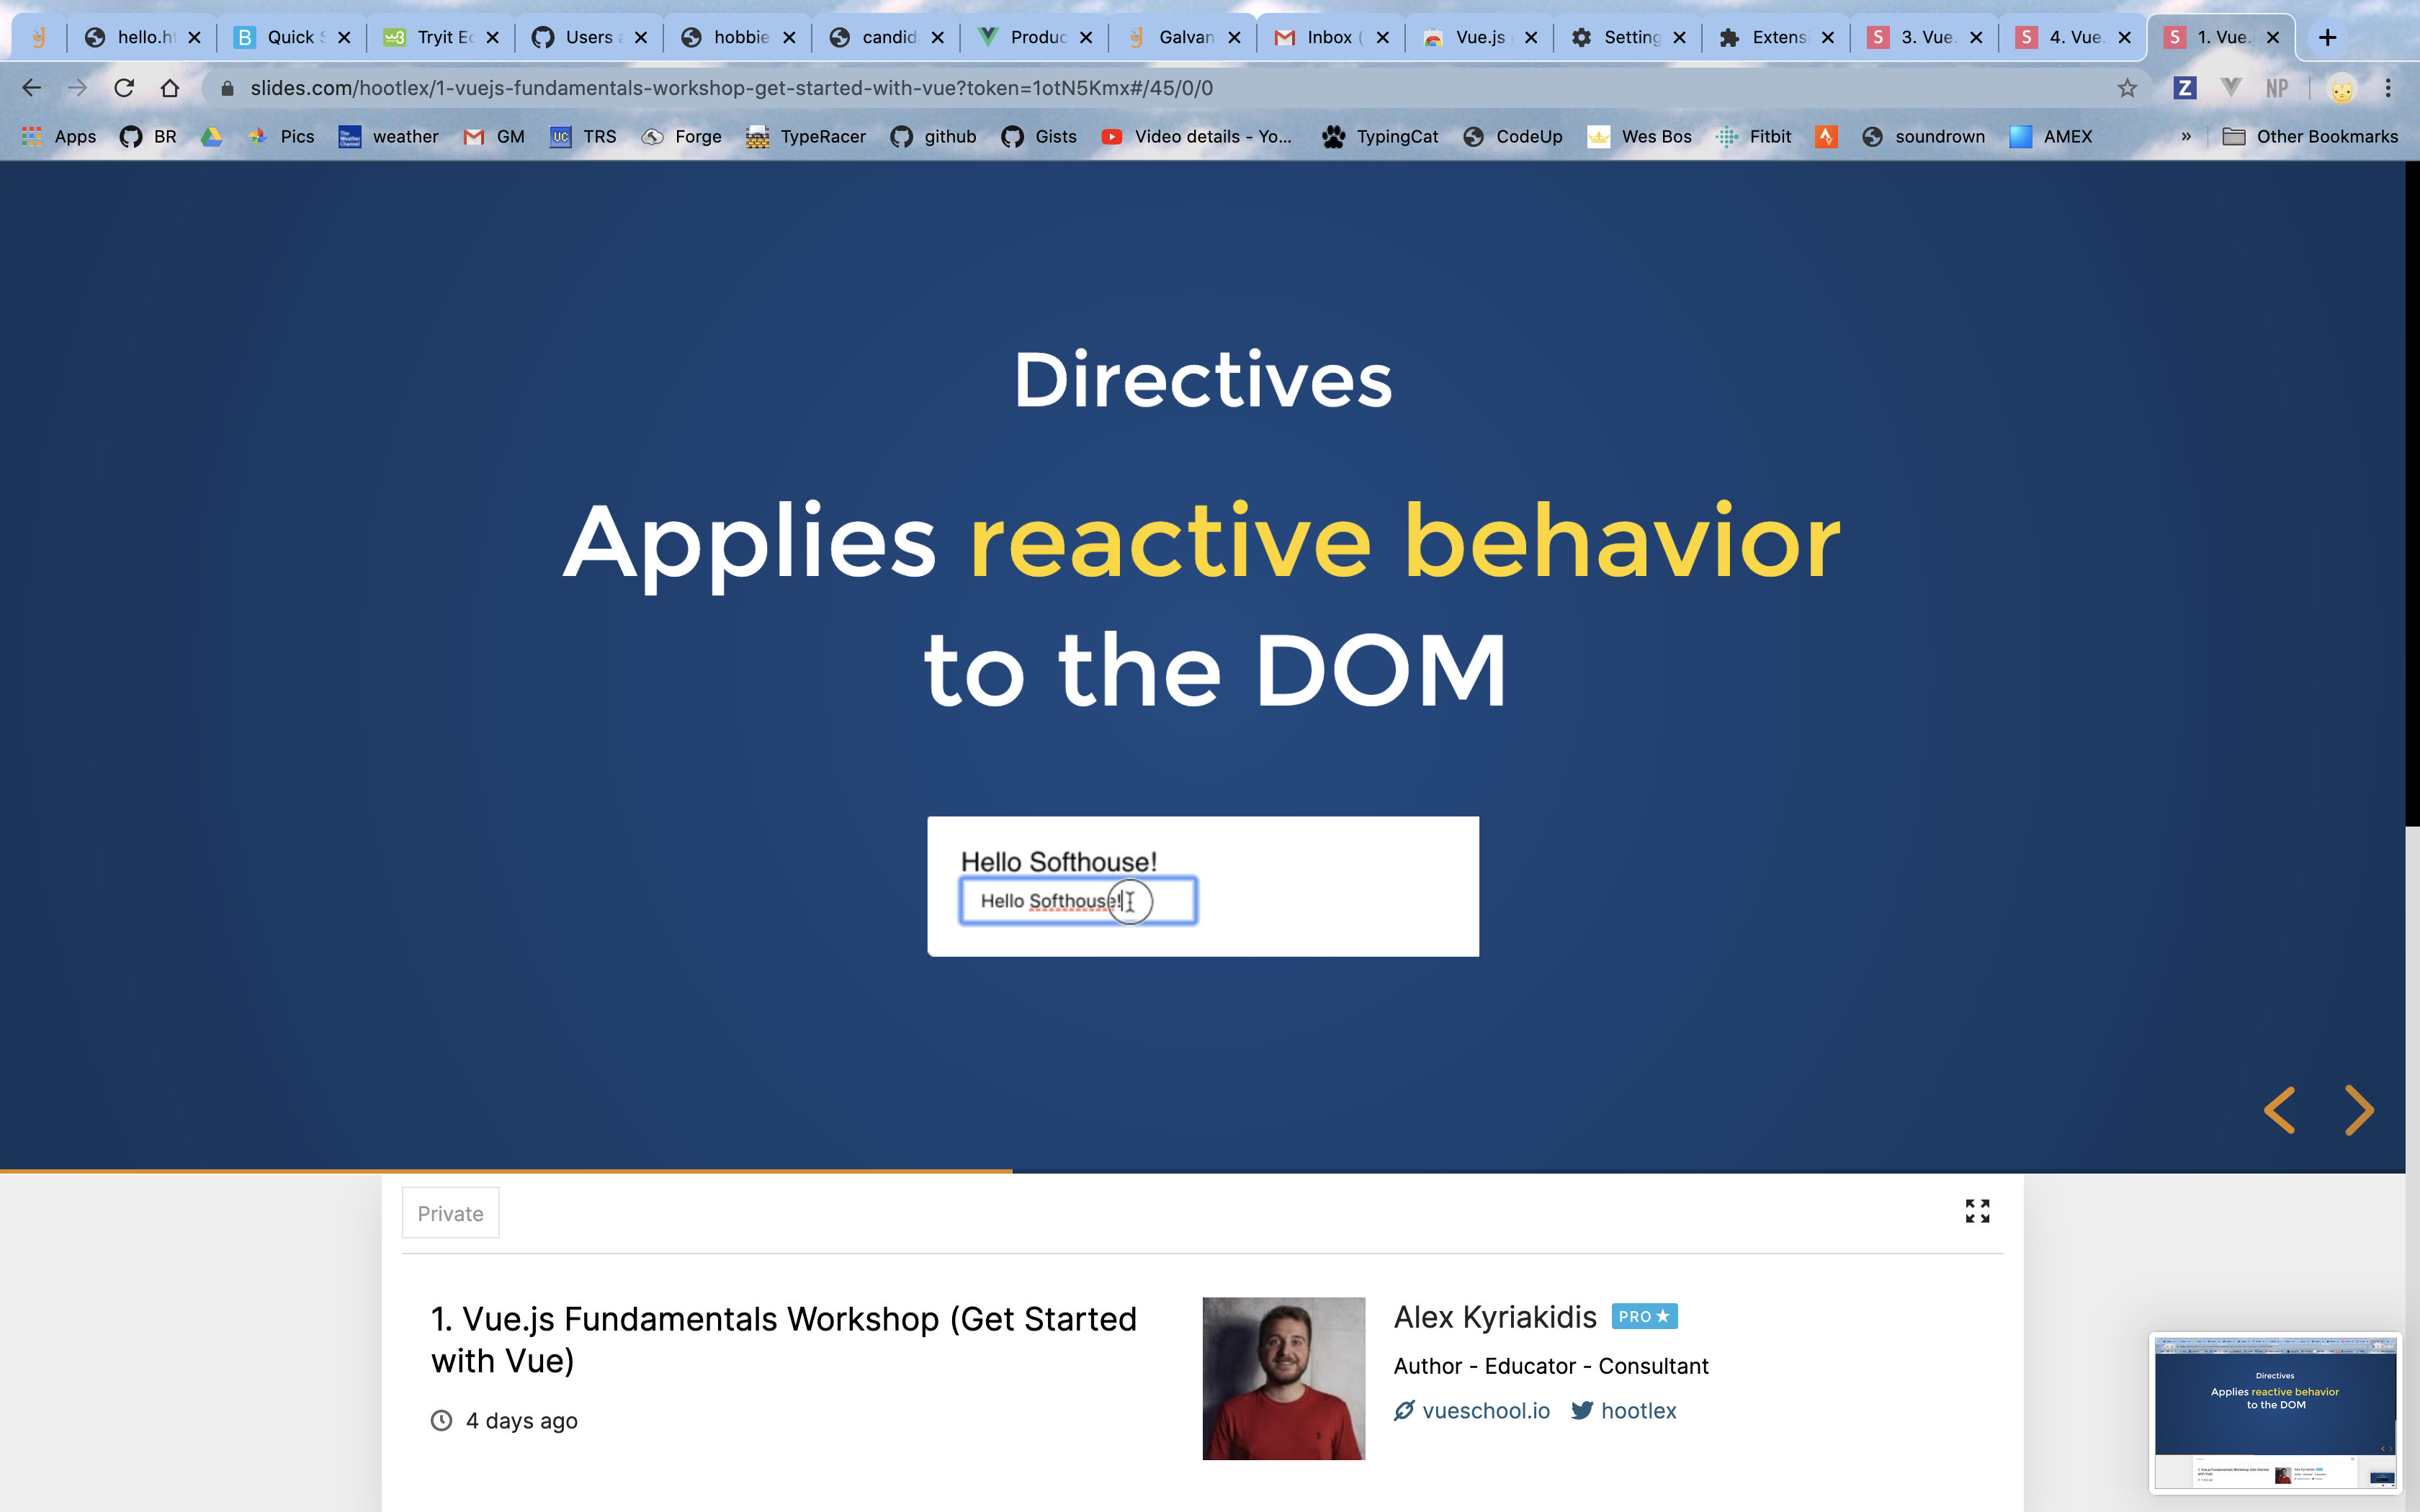 hello.ht
Quick S
Tryit Ec
Users a
hobbie
candid
Produc
Galvan
Inbox (
Vue.js
Setting
Extensi
3. Vue.
4. Vue.
1. Vue.
slides.com/hootlex/1-vuejs-fundamentals-workshop-get-started-with-vue?token=1otN5Kmx#/45/0/0
Z
NP
Apps
BR
Pics
weather
GM
UC
TRS
Forge
TypeRacer
github
Gists
Video details - Yo...
TypingCat
CodeUp
Wes Bos
Fitbit
soundrown
AMEX
»
Other Bookmarks
Directives
Applies reactive behavior
to the DOM
Hello Softhouse!
Hello Softhouse!
Private
1. Vue.js Fundamentals Workshop (Get Started
with Vue)
4 days ago
Alex Kyriakidis PRO
Author - Educator - Consultant
vueschool.io hootlex
Directives
Applies reactive behavior
to the DOM